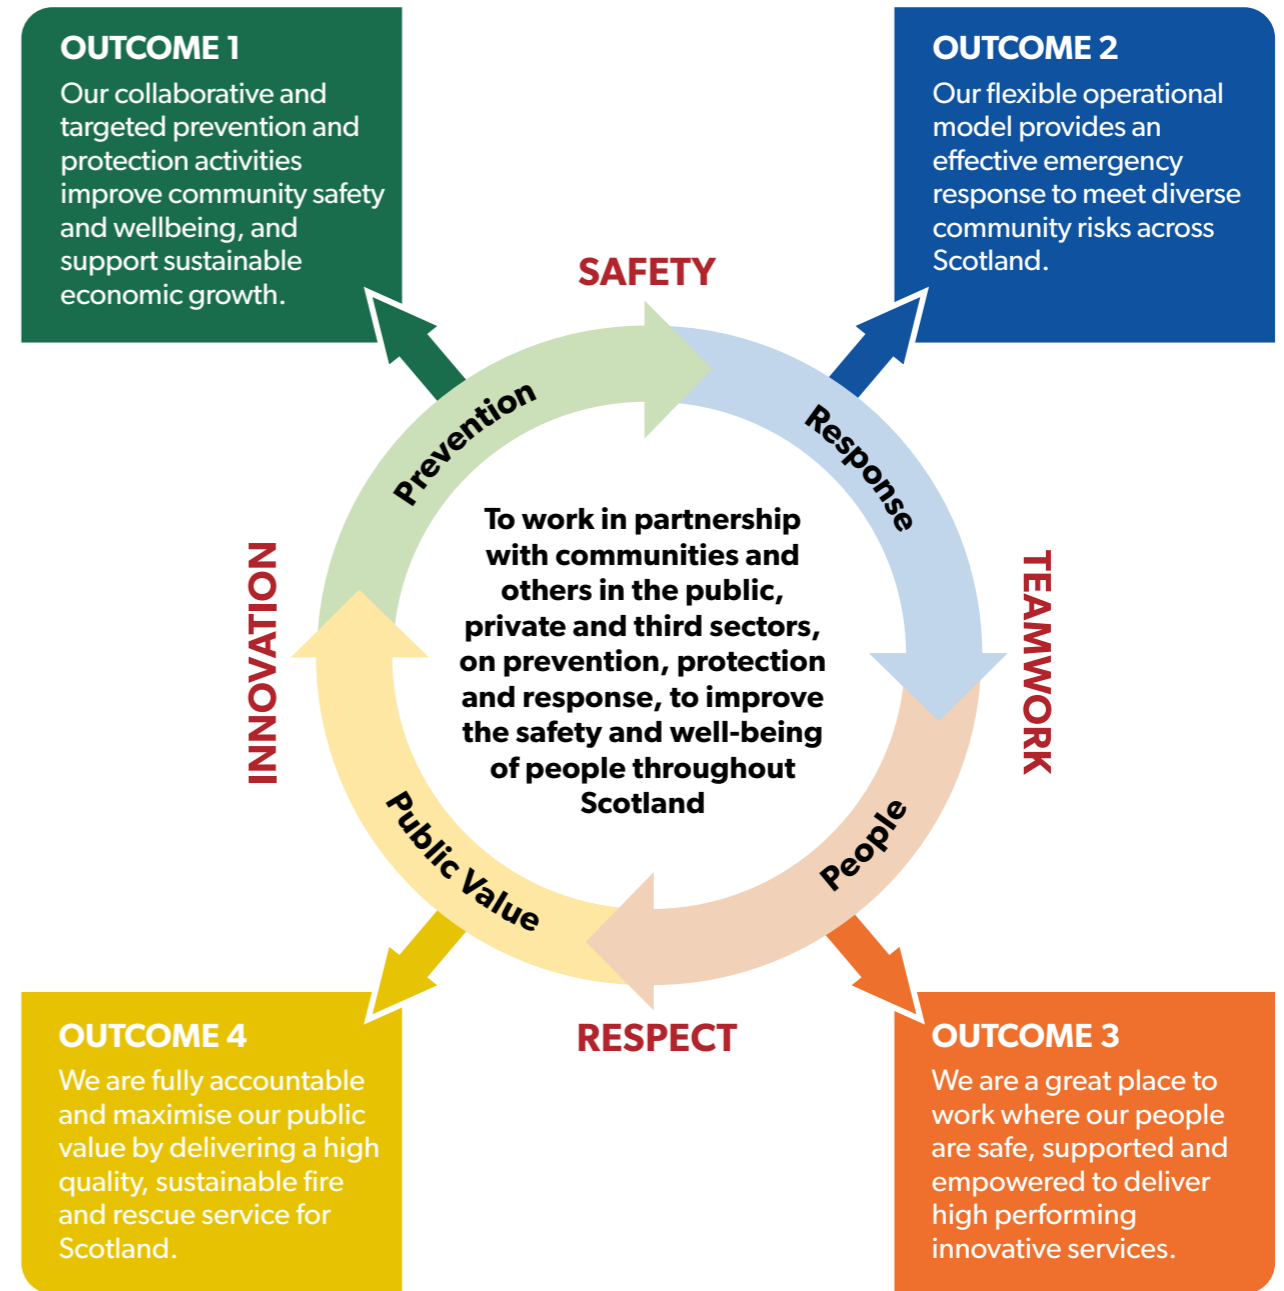 OUTCOME 1
Our collaborative and
targeted prevention and
protection activities
improve community safety
and wellbeing, and
support sustainable
economic growth.
OUTCOME 2
Our flexible operational
model provides an
effective emergency
response to meet diverse
community risks across
Scotland.
SAFETY
Prevention
Response
INNOVATION
To work in partnership
with communities and
others in the public,
private and third sectors,
on prevention, protection
and response, to improve
the safety and well-being
of people throughout
Scotland
TEAMWORK
Public Value
People
RESPECT
OUTCOME 4
We are fully accountable
and maximise our public
value by delivering a high
quality, sustainable fire
and rescue service for
Scotland.
OUTCOME 3
We are a great place to
work where our people
are safe, supported and
empowered to deliver
high performing
innovative services.